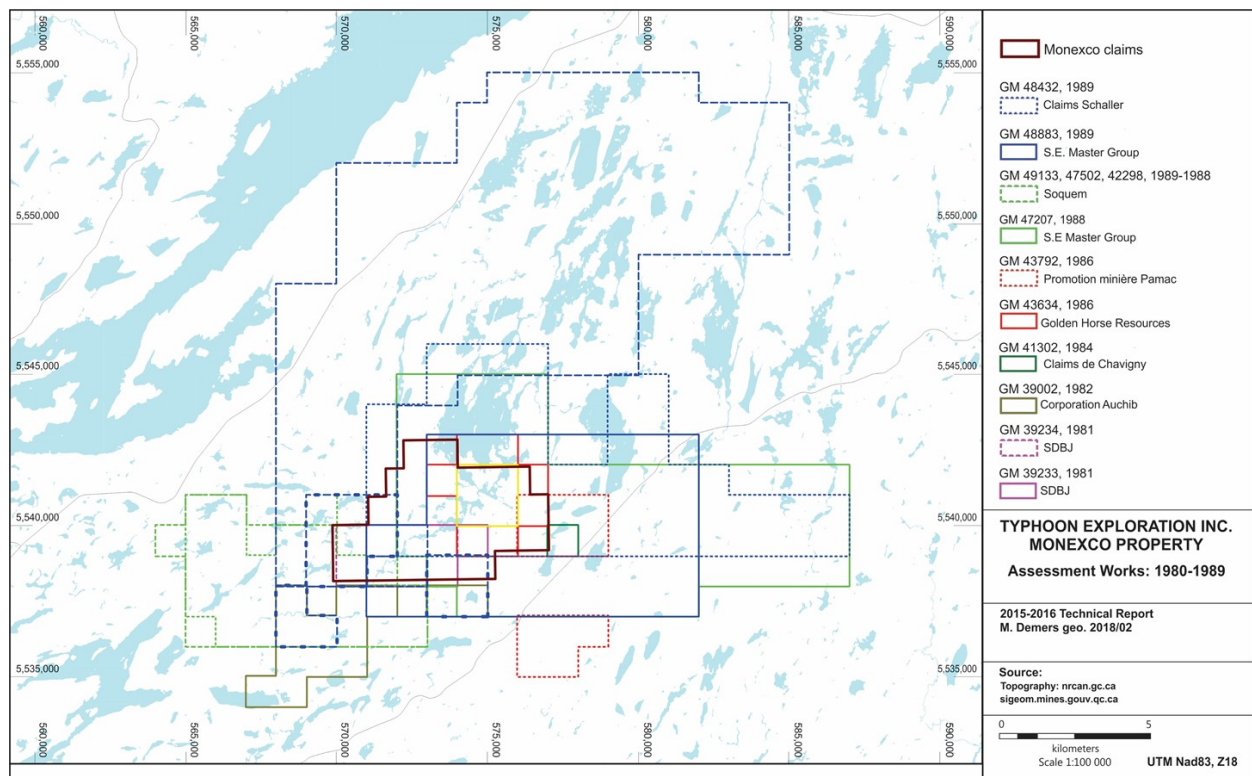 560,000
565,000
570,000
575,000
580,000
585,000
590,000
5,555,000
5,555,000
5,550,000
5,550,000
5,545,000
5,545,000
5,540,000
5,540,000
5,535,000
5,535,000
560,000
565,000
570,000
575,000
580,000
585,000
590,000
Monexco claims
GM 48432, 1989
Claims Schaller
GM 48883, 1989
S.E. Master Group
GM 49133, 47502, 42298, 1989-1988
Soquem
GM 47207, 1988
S.E Master Group
GM 43792, 1986
Promotion minière Pamac
GM 43634, 1986
Golden Horse Resources
GM 41302, 1984
Claims de Chavigny
GM 39002, 1982
Corporation Auchib
GM 39234, 1981
SDBJ
GM 39233, 1981
SDBJ
TYPHOON EXPLORATION INC.
MONEXCO PROPERTY
Assessment Works: 1980-1989
2015-2016 Technical Report
M. Demers geo. 2018/02
Source:
Topography: nrcan.gc.ca
sigeom.mines.gouv.qc.ca
0 5
kilometers
Scale 1:100 000
UTM Nad83, Z18